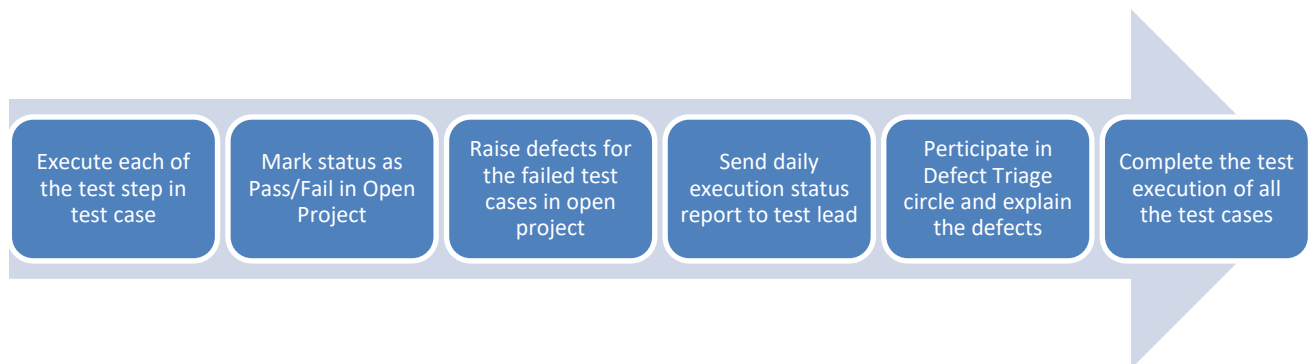 Execute each of
the test step in
test case
Mark status as
Pass/Fail in Open
Project
Raise defects for
the failed test
cases in open
project
Send daily
execution status
report to test lead
Perticipate in
Defect Triage
circle and explain
the defects
Complete the test
execution of all
the test cases